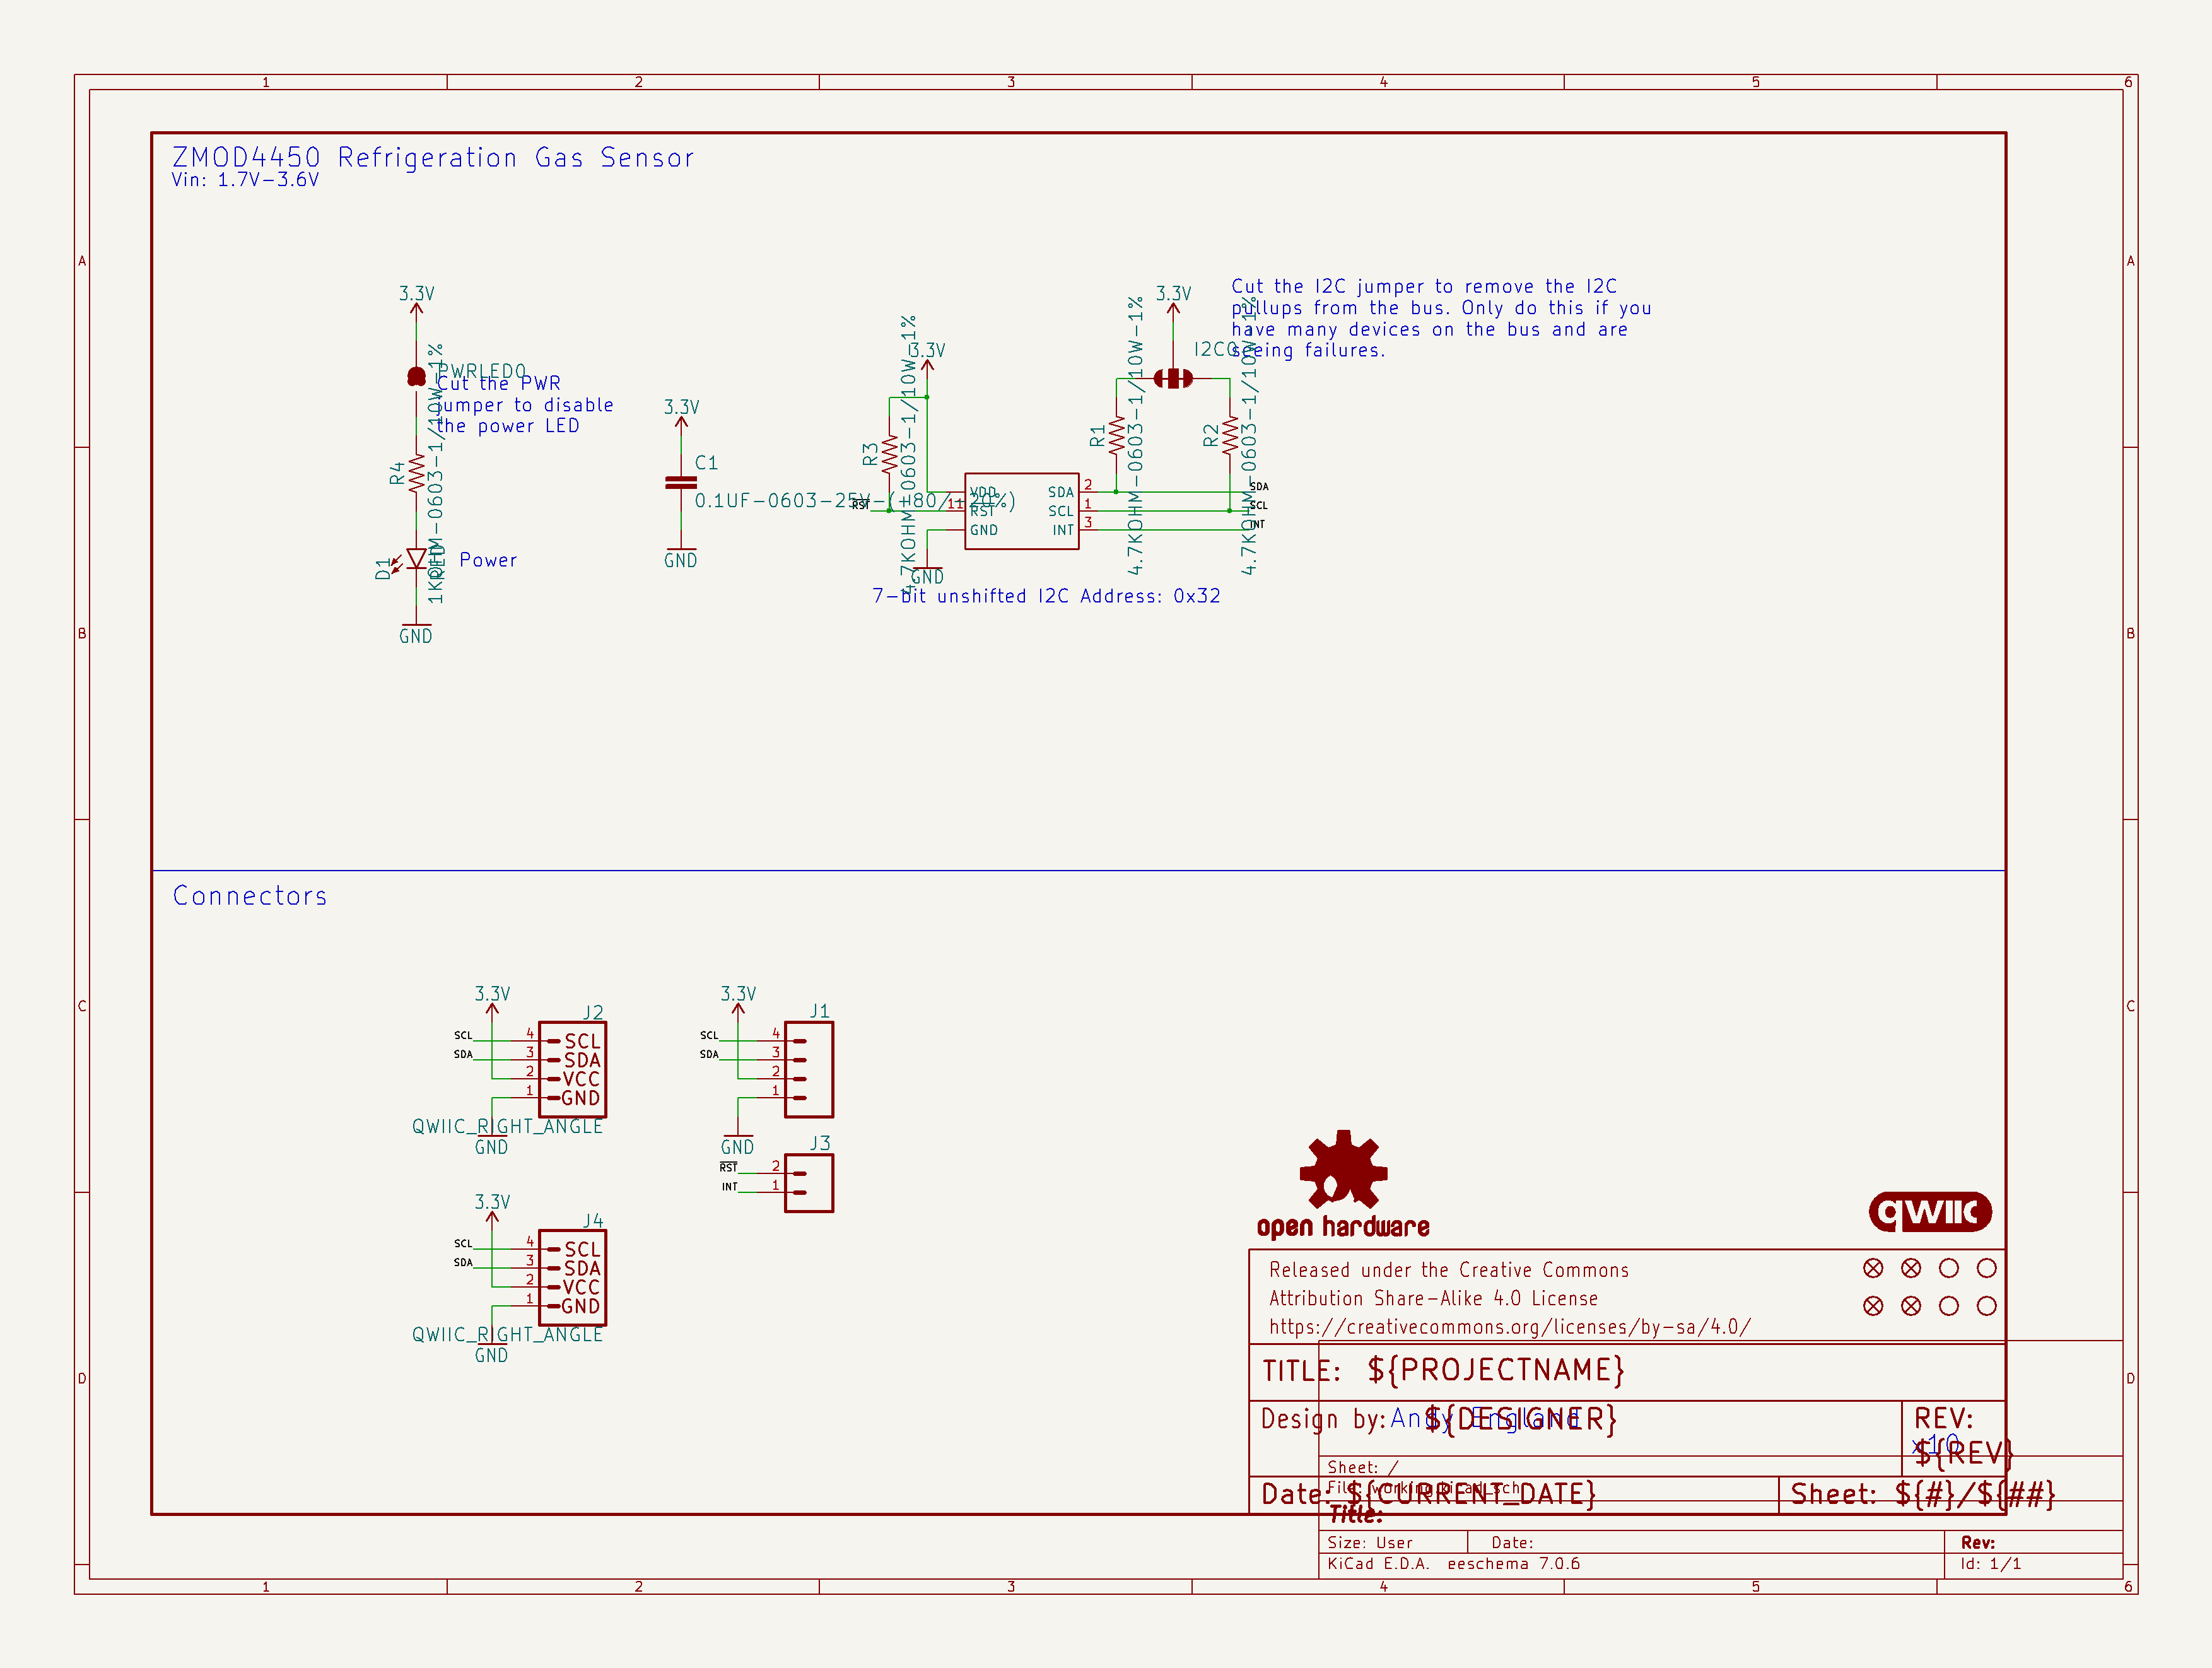 1 2 3 4 5 6
A
B
C
D
A
B
C
D
ZMOD4450 Refrigeration Gas Sensor
Vin: 1.7V-3.6V
3.3V
PWRLED0
Cut the PWR
jumper to disable
the power LED
R4
1KOHM-0603-1/10W-1%
D1
RED
Power
GND
3.3V
C1
0.1UF-0603-25V-(+80/-20%)
GND
3.3V
R3
4.7KOHM-0603-1/10W-1%
RST
11
VDD
RST
GND
SDA
SCL
INT
2
1
3
GND
7-bit unshifted I2C Address: 0x32
3.3V
I2C0
R1
4.7KOHM-0603-1/10W-1%
R2
4.7KOHM-0603-1/10W-1%
SDA
SCL
INT
Cut the I2C jumper to remove the I2C
pullups from the bus. Only do this if you
have many devices on the bus and are
seeing failures.
Connectors
3.3V
J2
SCL 4 SCL
SDA 3 SDA
2 VCC
1 GND
QWIIC_RIGHT_ANGLE
GND
3.3V
J1
SCL 4
SDA 3
2
1
GND
J3
RST 2
INT 1
3.3V
J4
SCL 4 SCL
SDA 3 SDA
2 VCC
1 GND
QWIIC_RIGHT_ANGLE
GND
open hardware
qwiic
Released under the Creative Commons
Attribution Share-Alike 4.0 License
https://creativecommons.org/licenses/by-sa/4.0/
TITLE: ${PROJECTNAME}
Design by: Andy England
${DESIGNER}
REV:
x10
${REV}
Sheet: /
File: working.kicad_sch
Date: ${CURRENT_DATE}
Sheet: ${#}/${##}
Title:
Size: User Date: Rev:
KiCad E.D.A. eeschema 7.0.6 Id: 1/1
1 2 3 4 5 6